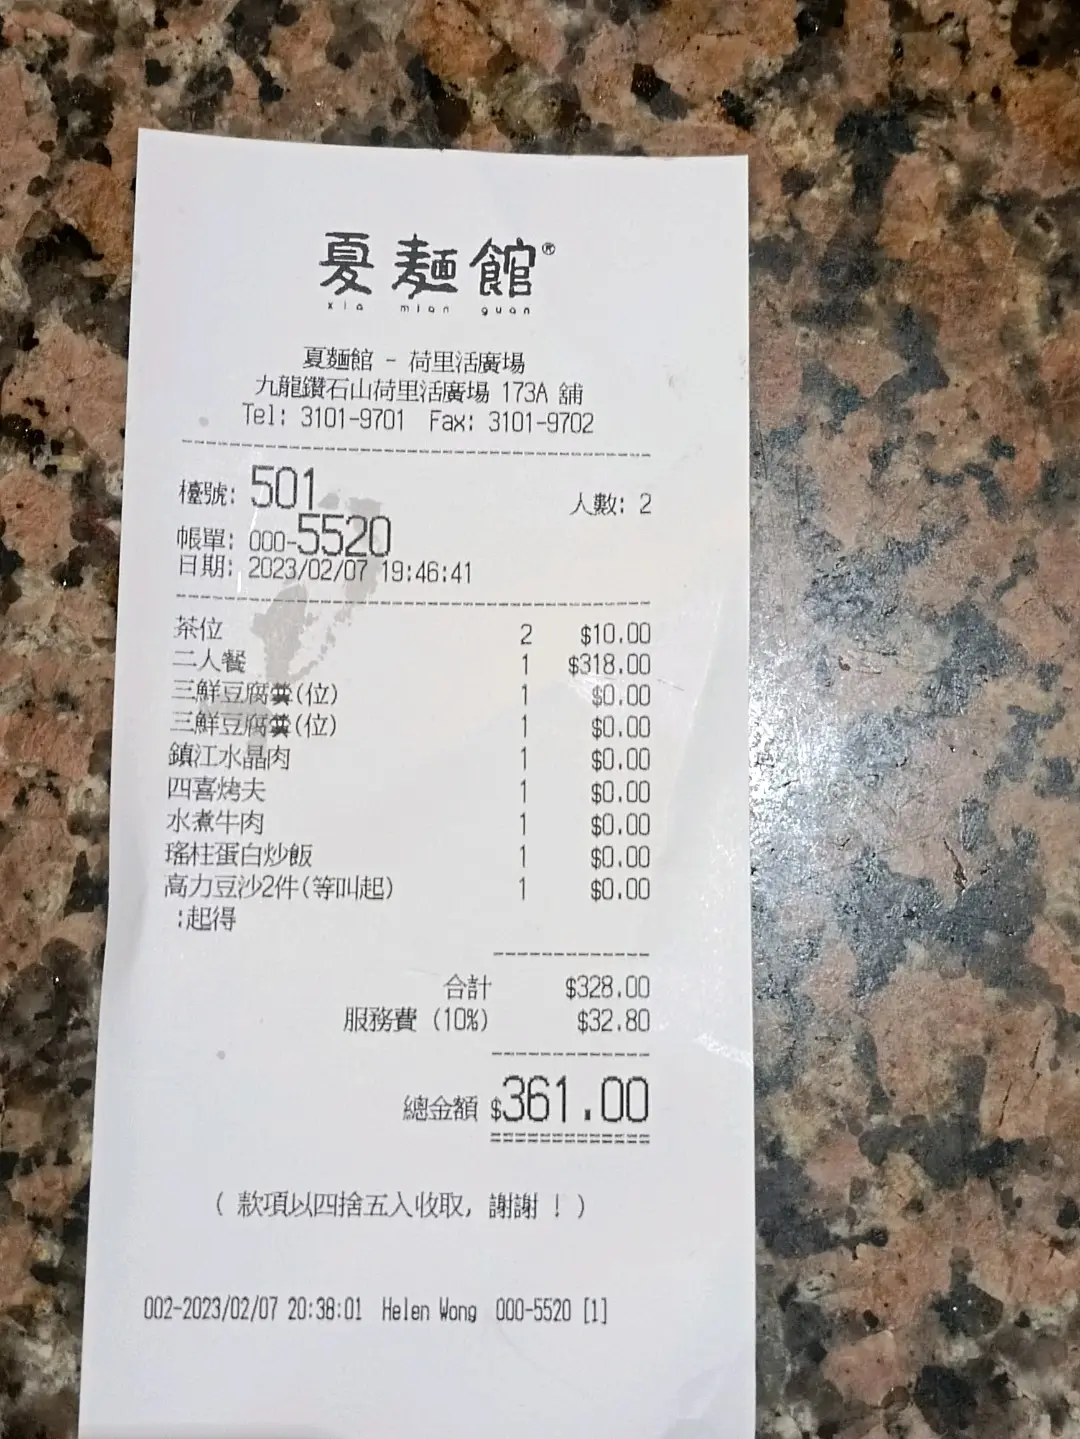 夏麵館®
xia mian guan
夏麵館 - 荷里活廣場
九龍鑽石山荷里活廣場 173A 舖
Tel: 3101-9701 Fax: 3101-9702
檯號: 501 人數: 2
帳單: 000-5520
日期: 2023/02/07 19:46:41
茶位 2 $10.00
二人餐 1 $318.00
三鮮豆腐羹(位) 1 $0.00
三鮮豆腐羹(位) 1 $0.00
鎮江水晶肉 1 $0.00
四喜烤夫 1 $0.00
水煮牛肉 1 $0.00
瑤柱蛋白炒飯 1 $0.00
高力豆沙2件(等叫起) 1 $0.00
:起得
合計 $328.00
服務費 (10%) $32.80
總金額 $361.00
( 款項以四捨五入收取, 謝謝 ! )
002-2023/02/07 20:38:01 Helen Wong 000-5520 [1]